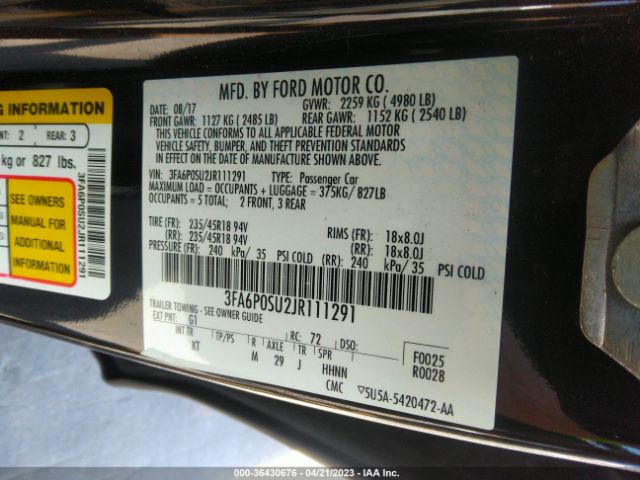 G INFORMATION
NT: 2 REAR: 3
kg or 827 lbs.
SEE OWNERS
MANUAL FOR
ADDITIONAL
INFORMATION
3FA6P0SU2JR111291
MFD. BY FORD MOTOR CO.
DATE: 08/17 GVWR: 2259 KG ( 4980 LB)
FRONT GAWR: 1127 KG ( 2485 LB) REAR GAWR: 1152 KG ( 2540 LB)
THIS VEHICLE CONFORMS TO ALL APPLICABLE FEDERAL MOTOR
VEHICLE SAFETY, BUMPER, AND THEFT PREVENTION STANDARDS
IN EFFECT ON THE DATE OF MANUFACTURE SHOWN ABOVE.
VIN: 3FA6P0SU2JR111291 TYPE: Passenger Car
MAXIMUM LOAD = OCCUPANTS + LUGGAGE = 375KG/ 827LB
OCCUPANTS = 5 TOTAL; 2 FRONT, 3 REAR
TIRE (FR): 235/45R18 94V RIMS (FR): 18x8.0J
(RR): 235/45R18 94V (RR): 18x8.0J
PRESSURE (FR): 240 kPa/ 35 PSI COLD (RR): 240 kPa/ 35 PSI COLD
3FA6P0SU2JR111291
TRAILER TOWING - SEE OWNER GUIDE
EXT PNT: G1 RC: 72 DSO:
INT TR TP/PS R AXLE TR SPR F0025
KT M 29 J HHNN R0028
CMC 5U5A-5420472-AA
000-36430676 - 04/21/2023 - IAA Inc.